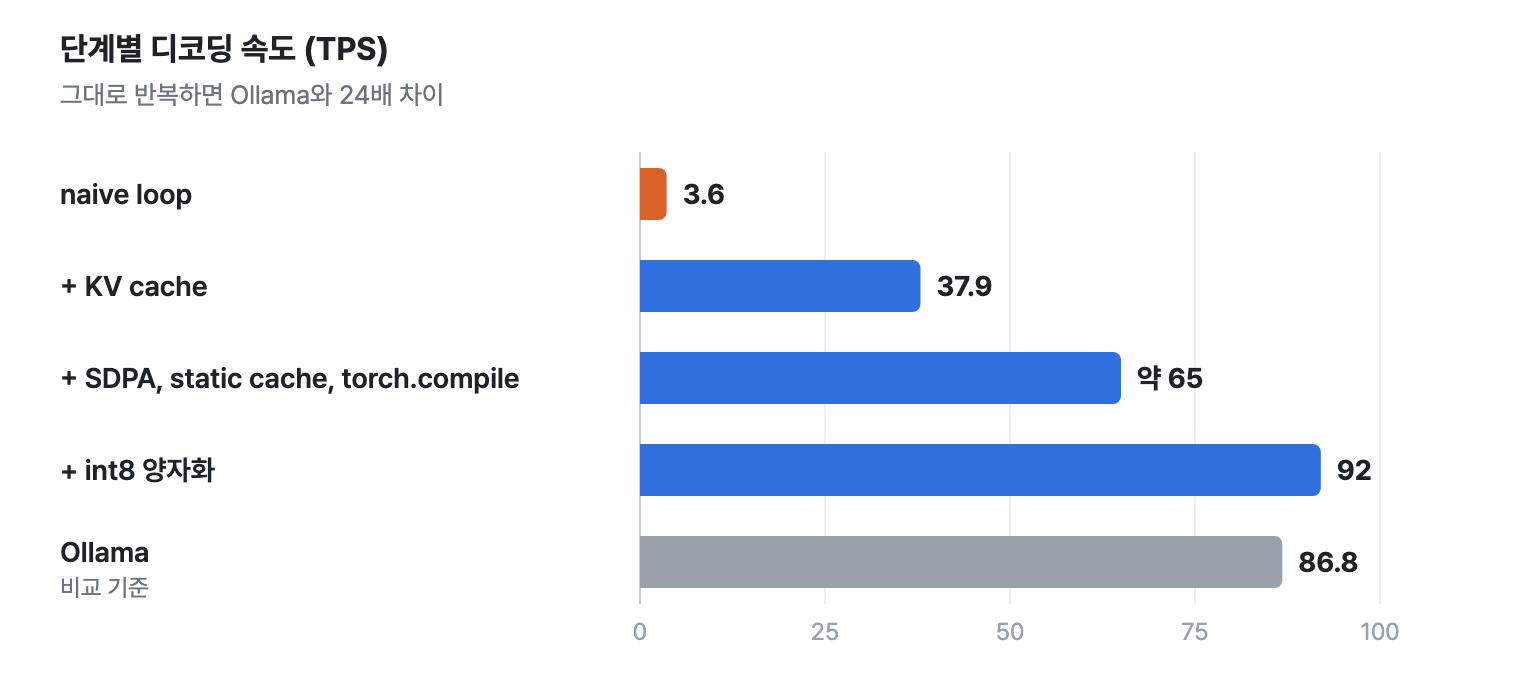 단계별 디코딩 속도 (TPS)
그대로 반복하면 Ollama와 24배 차이
naive loop
3.6
+ KV cache
37.9
+ SDPA, static cache, torch.compile
약 65
+ int8 양자화
92
Ollama
비교 기준
86.8
0 25 50 75 100